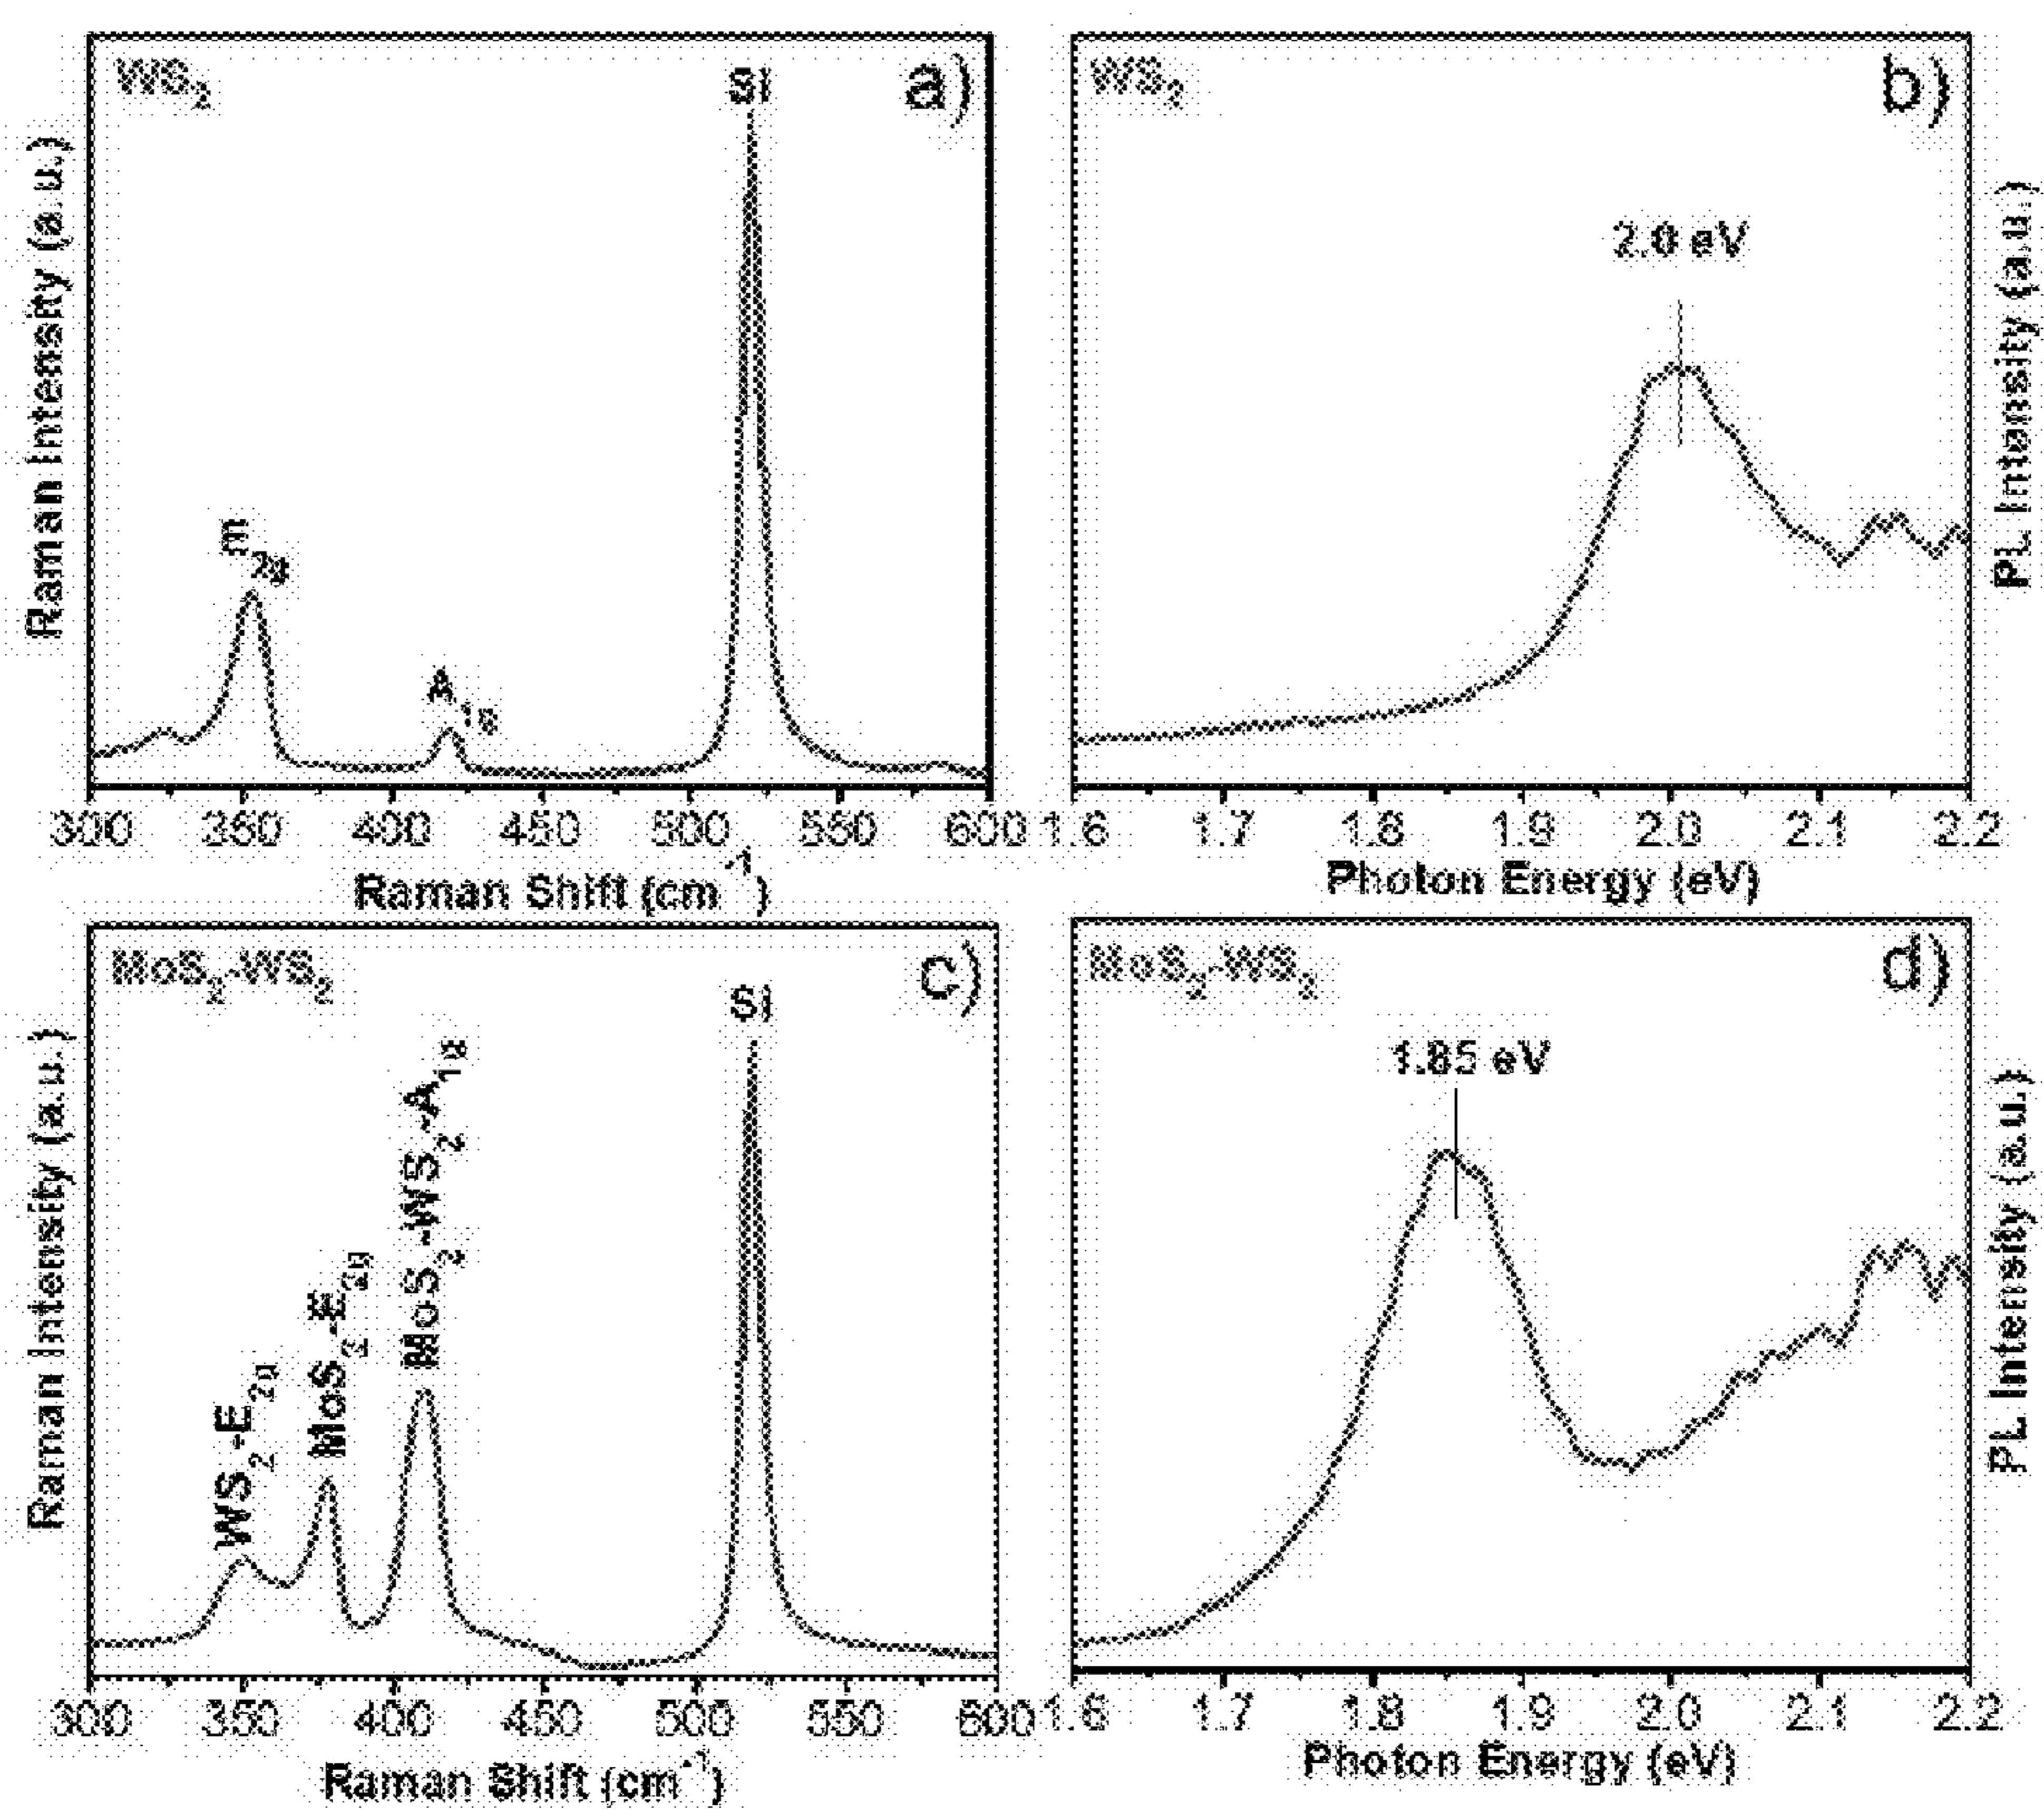 WS2
Si
a)
E2g
A1g
Raman Intensity (a.u.)
300 350 400 450 500 550 600
Raman Shift (cm-1)
WS2
b)
2.0 eV
PL Intensity (a.u.)
1.6 1.7 1.8 1.9 2.0 2.1 2.2
Photon Energy (eV)
MoS2-WS2
Si
c)
WS2-E2g
MoS2-E2g
MoS2-WS2-A1g
Raman Intensity (a.u.)
300 350 400 450 500 550 600
Raman Shift (cm-1)
MoS2-WS2
d)
1.85 eV
PL Intensity (a.u.)
1.6 1.7 1.8 1.9 2.0 2.1 2.2
Photon Energy (eV)